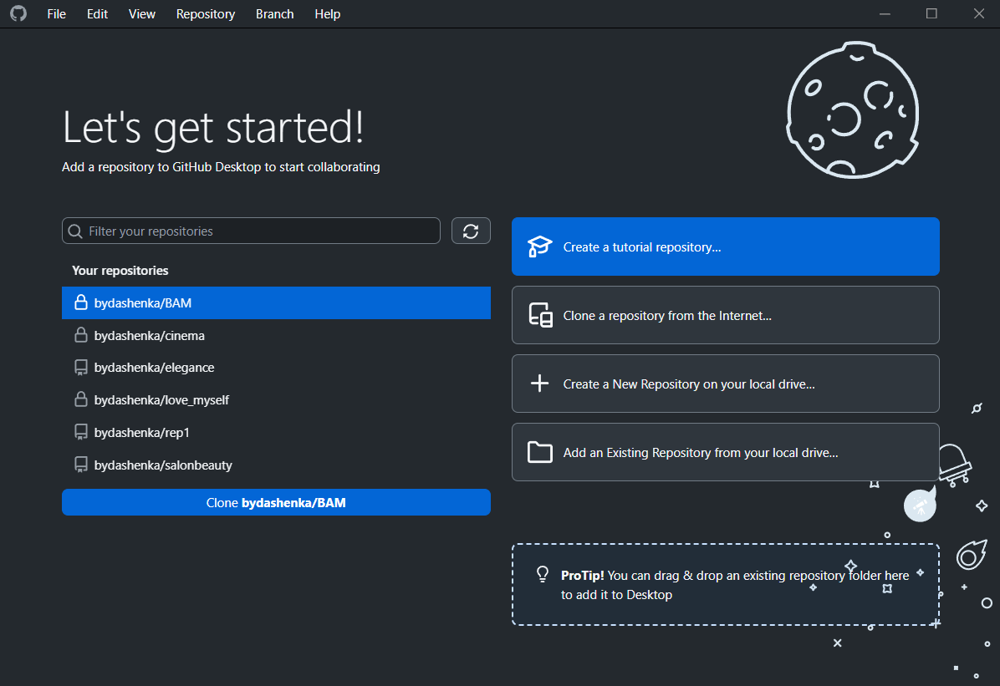 File Edit View Repository Branch Help
Let's get started!
Add a repository to GitHub Desktop to start collaborating
Filter your repositories
Your repositories
bydashenka/BAM
bydashenka/cinema
bydashenka/elegance
bydashenka/love_myself
bydashenka/rep1
bydashenka/salonbeauty
Clone bydashenka/BAM
Create a tutorial repository...
Clone a repository from the Internet...
Create a New Repository on your local drive...
Add an Existing Repository from your local drive...
ProTip! You can drag & drop an existing repository folder here
to add it to Desktop